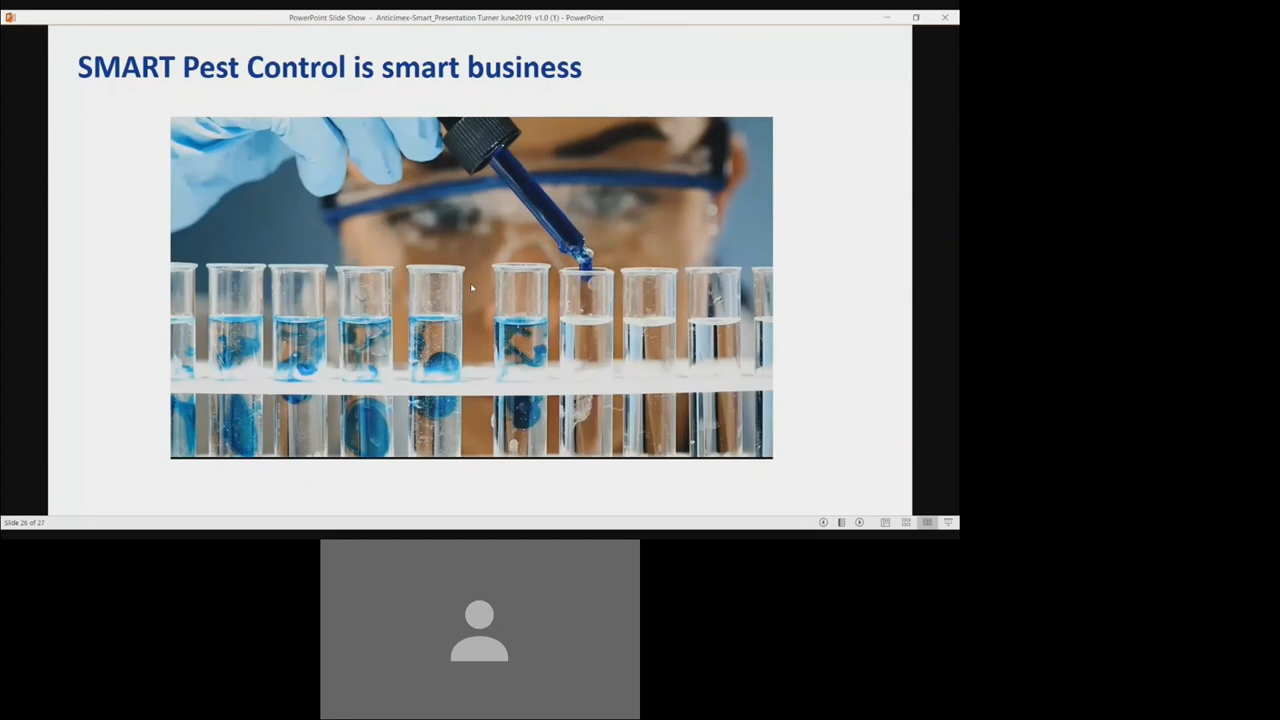 PowerPoint Slide Show - Anticimex-Smart_Presentation Turner June2019 v1.0 (1) - PowerPoint
SMART Pest Control is smart business
Slide 26 of 27